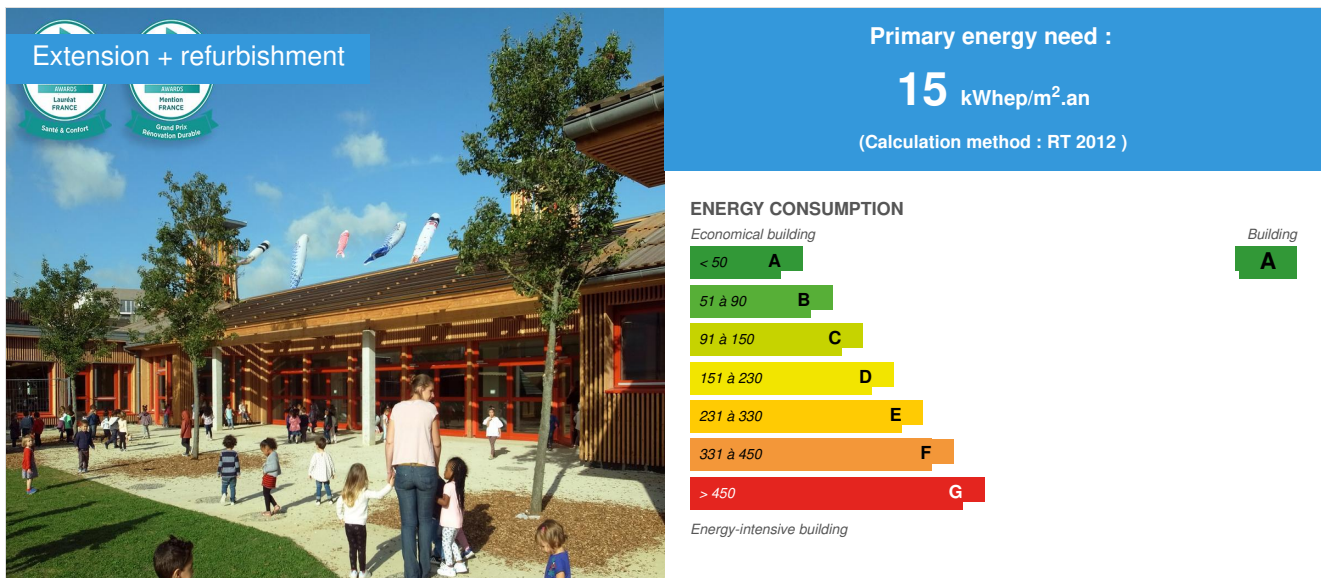 Extension + refurbishment
AWARDS
Lauréat
FRANCE
Santé & Confort
AWARDS
Mention
FRANCE
Grand Prix
Rénovation Durable
Primary energy need :
15 kWhep/m².an
(Calculation method : RT 2012 )
ENERGY CONSUMPTION
Economical building
Building
< 50 A
A
51 à 90 B
91 à 150 C
151 à 230 D
231 à 330 E
331 à 450 F
> 450 G
Energy-intensive building